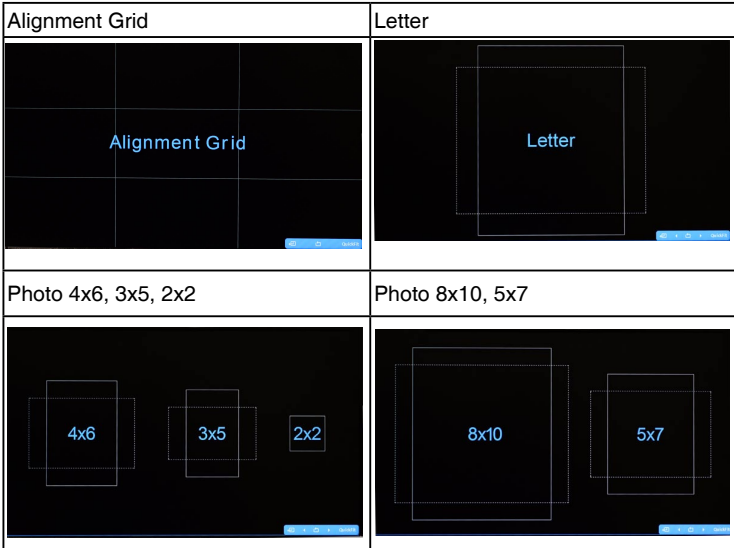 Alignment Grid
Letter
Alignment Grid
Letter
Photo 4x6, 3x5, 2x2
Photo 8x10, 5x7
4x6
3x5
2x2
8x10
5x7